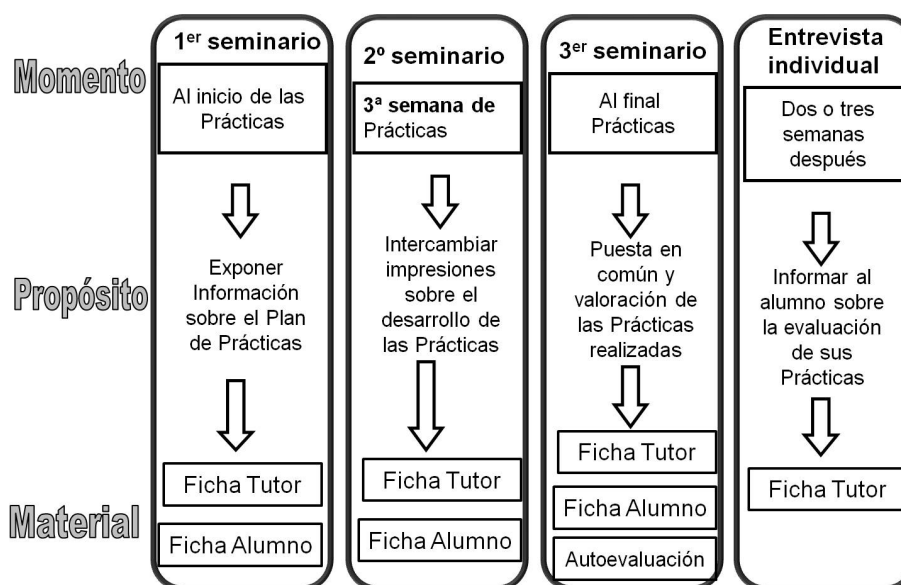 1er seminario
2º seminario
3er seminario
Entrevista
individual
Momento
Al inicio de las
Prácticas
3ª semana de
Prácticas
Al final
Prácticas
Dos o tres
semanas
después
Propósito
Exponer
Información
sobre el Plan
de Prácticas
Intercambiar
impresiones
sobre el
desarrollo de
las Prácticas
Puesta en
común y
valoración de
las Prácticas
realizadas
Informar al
alumno sobre
la evaluación
de sus
Prácticas
Material
Ficha Tutor
Ficha Alumno
Ficha Tutor
Ficha Alumno
Ficha Tutor
Ficha Alumno
Autoevaluación
Ficha Tutor